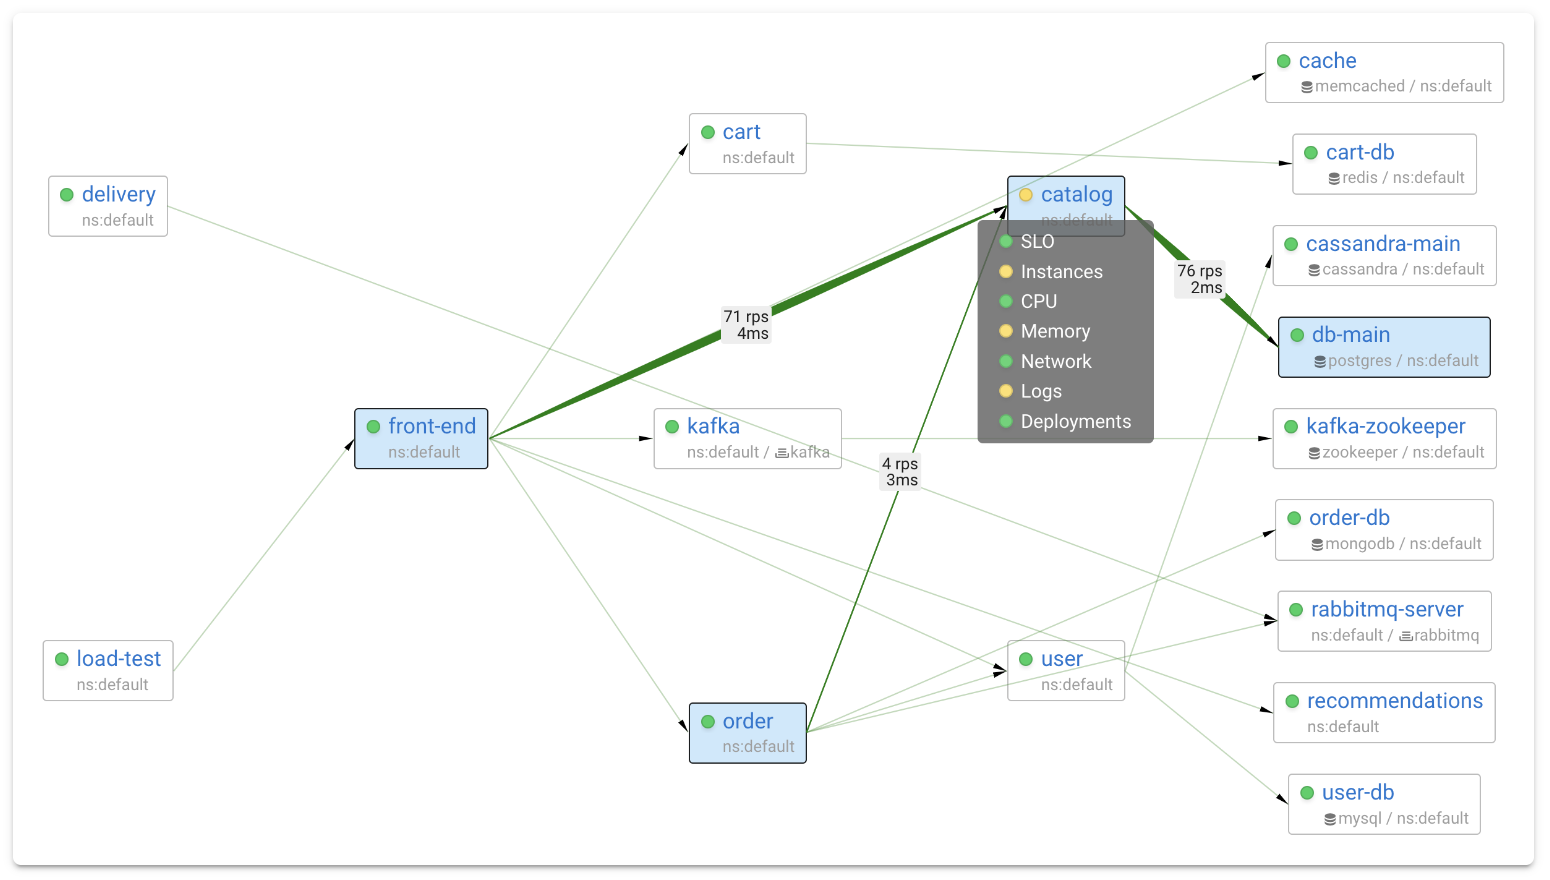 cache
memcached / ns:default
cart
ns:default
cart-db
redis / ns:default
delivery
ns:default
catalog
ns:default
SLO
Instances
CPU
Memory
Network
Logs
Deployments
cassandra-main
cassandra / ns:default
76 rps
2ms
71 rps
4ms
db-main
postgres / ns:default
front-end
ns:default
kafka
ns:default / kafka
kafka-zookeeper
zookeeper / ns:default
4 rps
3ms
order-db
mongodb / ns:default
rabbitmq-server
ns:default / rabbitmq
load-test
ns:default
user
ns:default
recommendations
ns:default
order
ns:default
user-db
mysql / ns:default